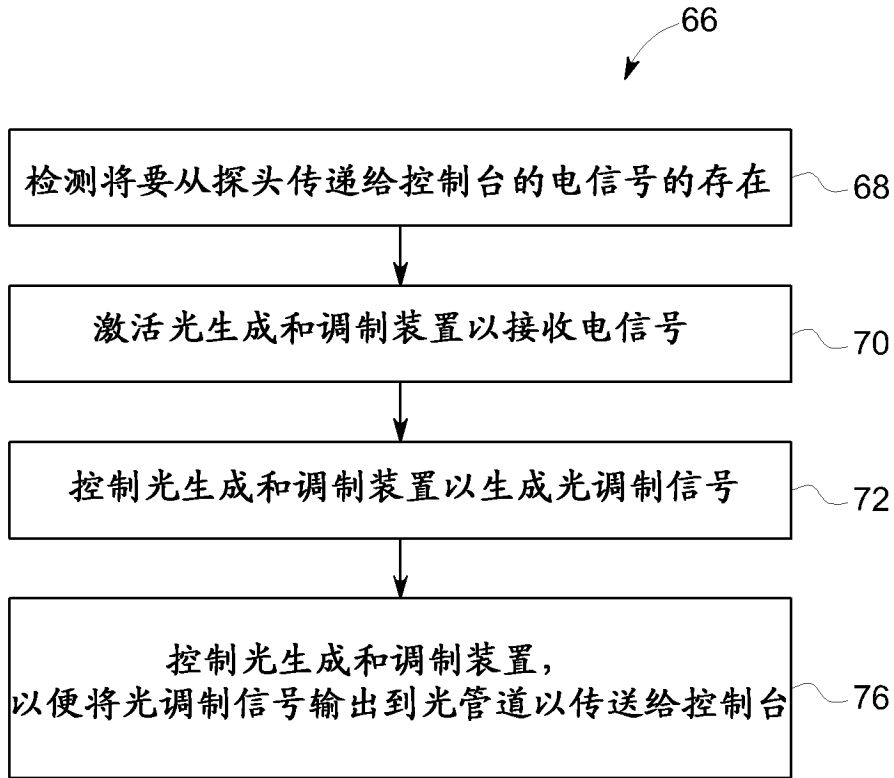 66
检测将要从探头传递给控制台的电信号的存在
68
激活光生成和调制装置以接收电信号
70
控制光生成和调制装置以生成光调制信号
72
控制光生成和调制装置，
以便将光调制信号输出到光管道以传送给控制台
76